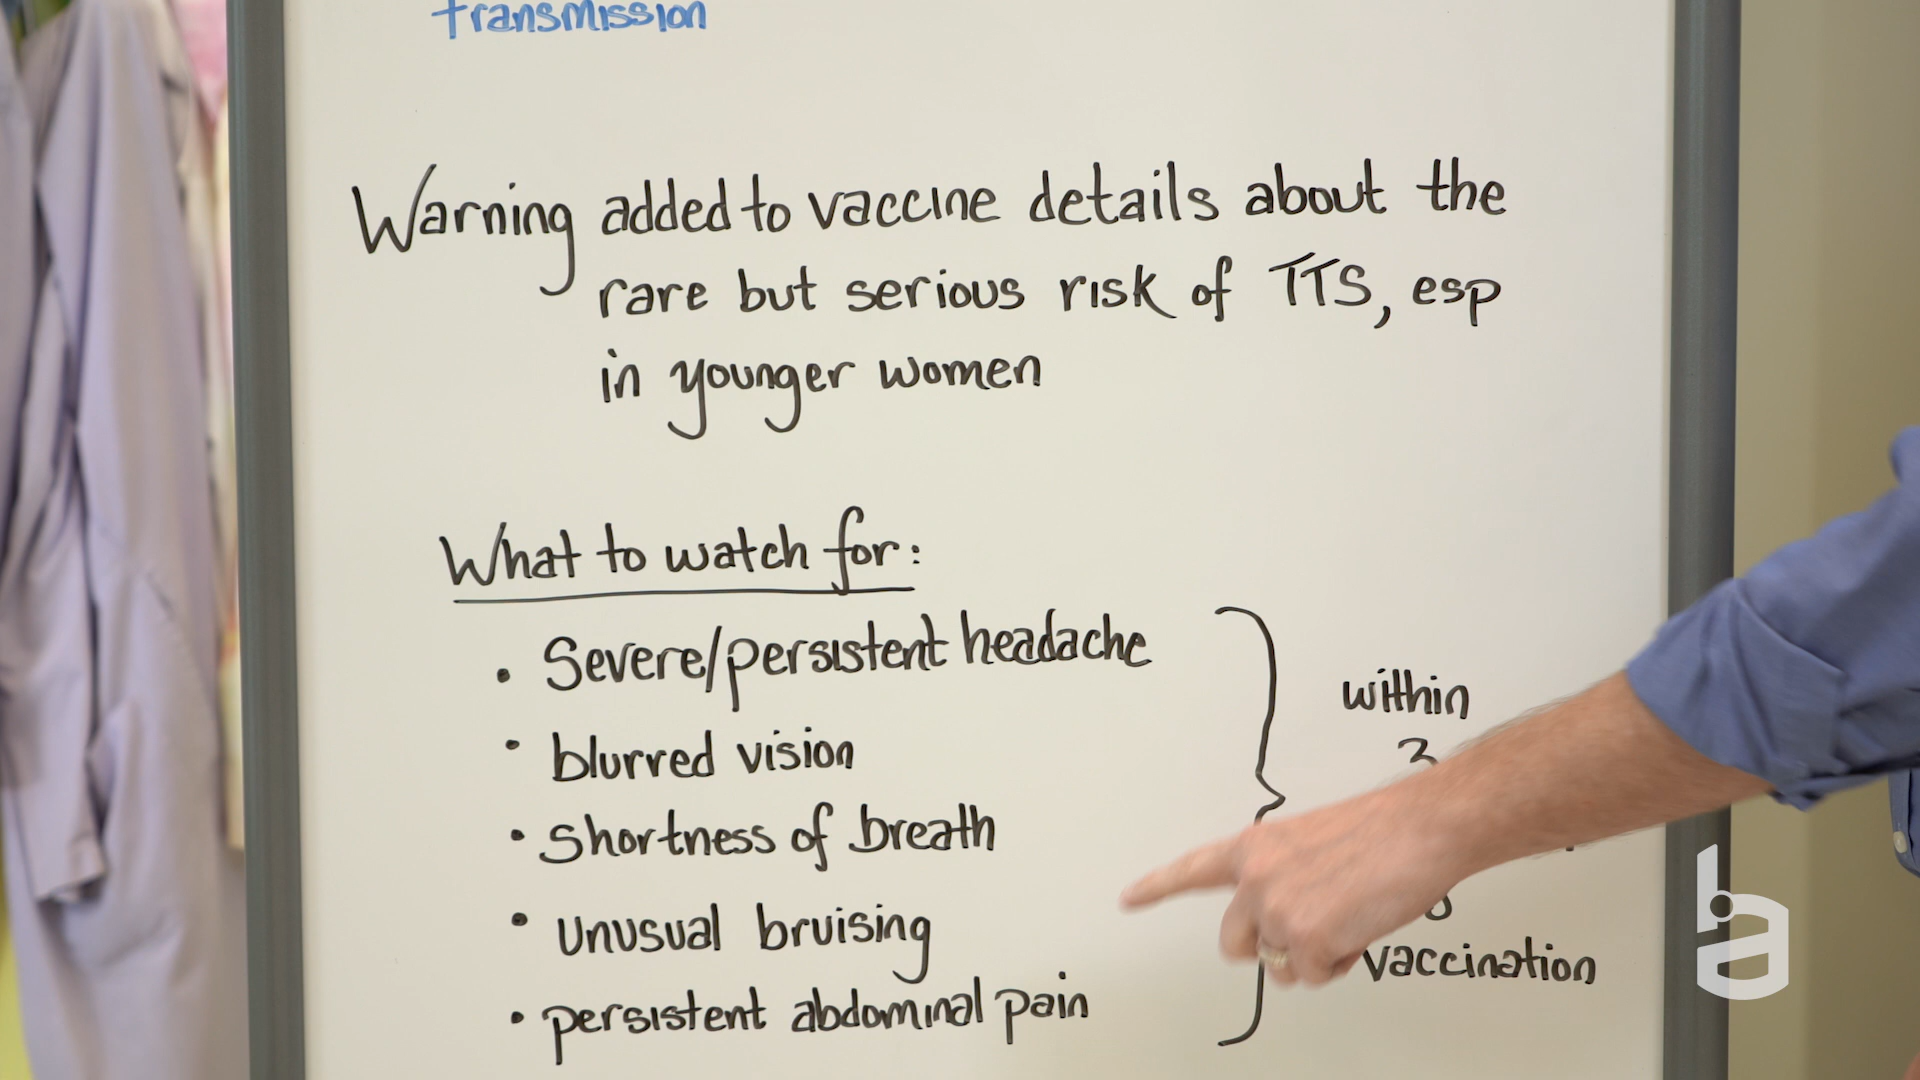 transmission
Warning added to vaccine details about the
rare but serious risk of TTS, esp
in younger women
What to watch for:
• Severe/persistent headache
• blurred vision
• shortness of breath
• unusual bruising
• persistent abdominal pain
within
3
vaccination
ba